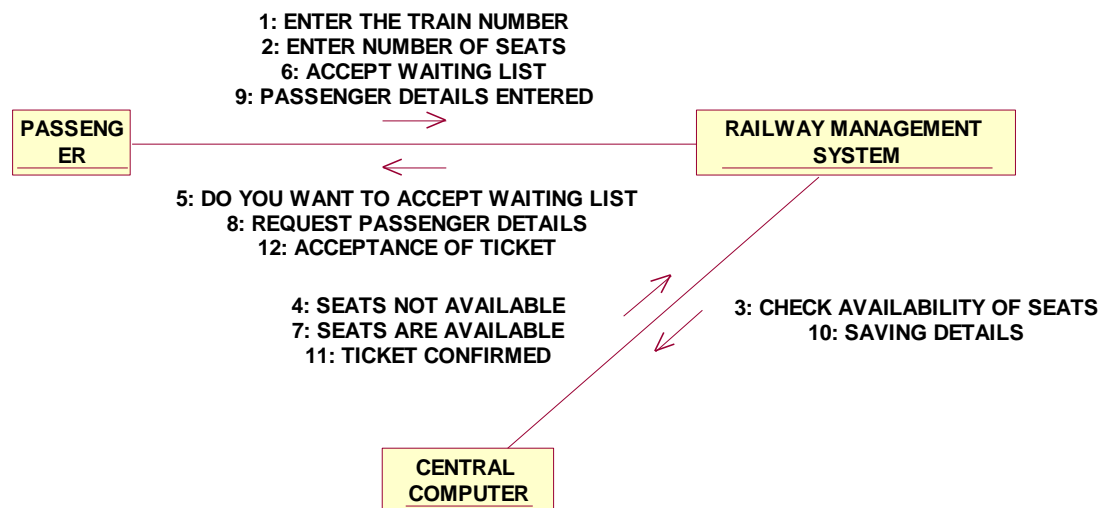 1: ENTER THE TRAIN NUMBER
2: ENTER NUMBER OF SEATS
6: ACCEPT WAITING LIST
9: PASSENGER DETAILS ENTERED
PASSENG
ER
RAILWAY MANAGEMENT
SYSTEM
5: DO YOU WANT TO ACCEPT WAITING LIST
8: REQUEST PASSENGER DETAILS
12: ACCEPTANCE OF TICKET
4: SEATS NOT AVAILABLE
7: SEATS ARE AVAILABLE
11: TICKET CONFIRMED
3: CHECK AVAILABILITY OF SEATS
10: SAVING DETAILS
CENTRAL
COMPUTER